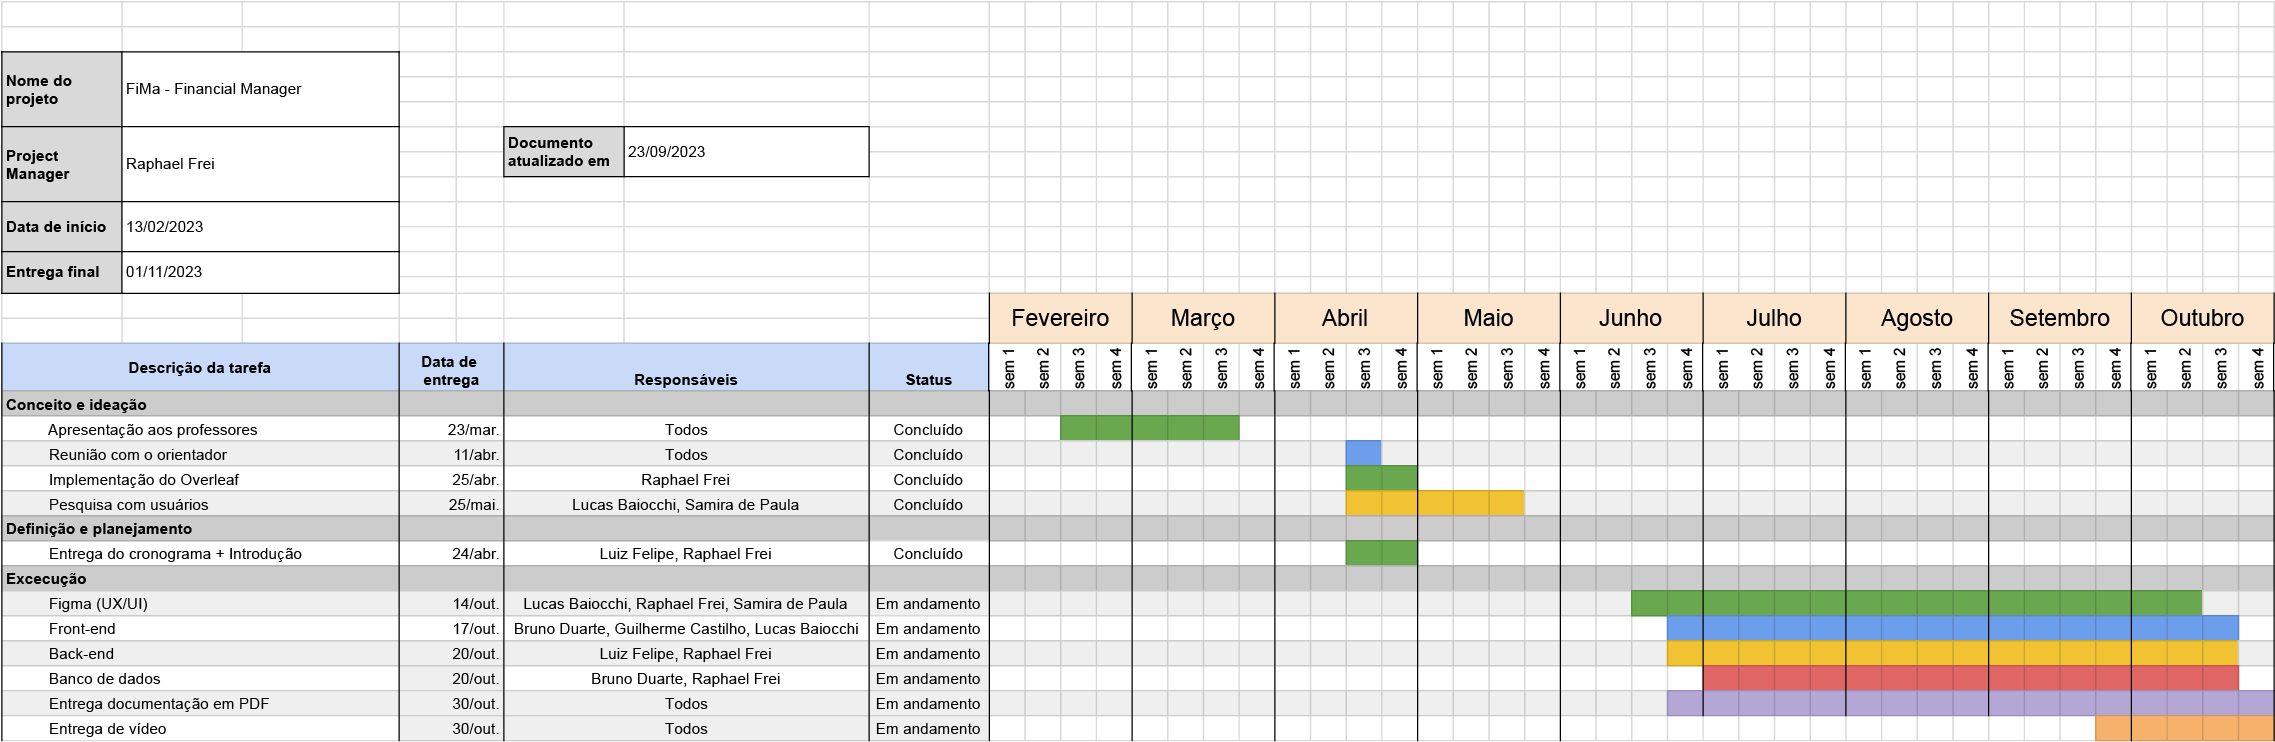 Nome do
projeto
FiMa - Financial Manager
Project
Manager
Raphael Frei
Documento
atualizado em
23/09/2023
Data de início
13/02/2023
Entrega final
01/11/2023
Fevereiro Março Abril Maio Junho Julho Agosto Setembro Outubro
Descrição da tarefa
Data de
entrega
Responsáveis
Status
sem 1 sem 2 sem 3 sem 4 sem 1 sem 2 sem 3 sem 4 sem 1 sem 2 sem 3 sem 4 sem 1 sem 2 sem 3 sem 4 sem 1 sem 2 sem 3 sem 4 sem 1 sem 2 sem 3 sem 4 sem 1 sem 2 sem 3 sem 4 sem 1 sem 2 sem 3 sem 4 sem 1 sem 2 sem 3 sem 4
Conceito e ideação
Apresentação aos professores 23/mar. Todos Concluído
Reunião com o orientador 11/abr. Todos Concluído
Implementação do Overleaf 25/abr. Raphael Frei Concluído
Pesquisa com usuários 25/mai. Lucas Baiocchi, Samira de Paula Concluído
Definição e planejamento
Entrega do cronograma + Introdução 24/abr. Luiz Felipe, Raphael Frei Concluído
Excecução
Figma (UX/UI) 14/out. Lucas Baiocchi, Raphael Frei, Samira de Paula Em andamento
Front-end 17/out. Bruno Duarte, Guilherme Castilho, Lucas Baiocchi Em andamento
Back-end 20/out. Luiz Felipe, Raphael Frei Em andamento
Banco de dados 20/out. Bruno Duarte, Raphael Frei Em andamento
Entrega documentação em PDF 30/out. Todos Em andamento
Entrega de vídeo 30/out. Todos Em andamento